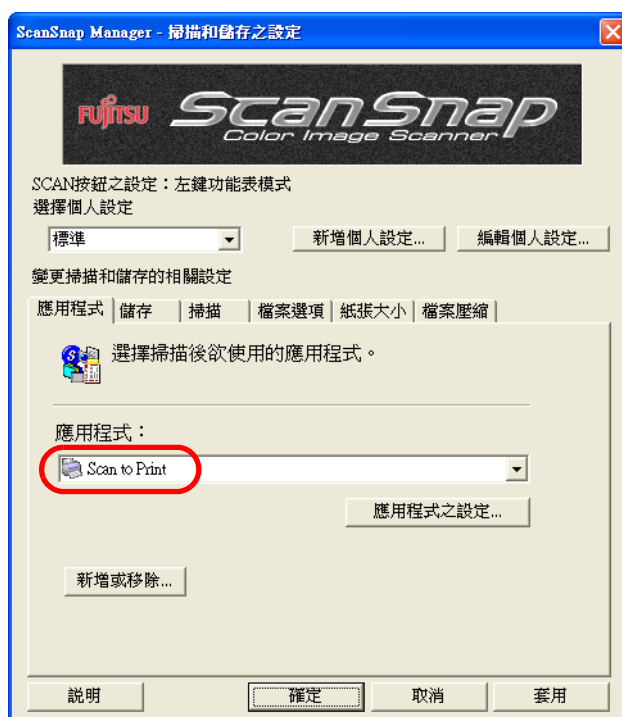 ScanSnap Manager - 掃描和儲存之設定
FUJITSU ScanSnap
Color Image Scanner
SCAN按鈕之設定：左鍵功能表模式
選擇個人設定
標準 新增個人設定... 編輯個人設定...
變更掃描和儲存的相關設定
應用程式 儲存 掃描 檔案選項 紙張大小 檔案壓縮
選擇掃描後欲使用的應用程式。
應用程式：
Scan to Print
應用程式之設定...
新增或移除...
說明 確定 取消 套用